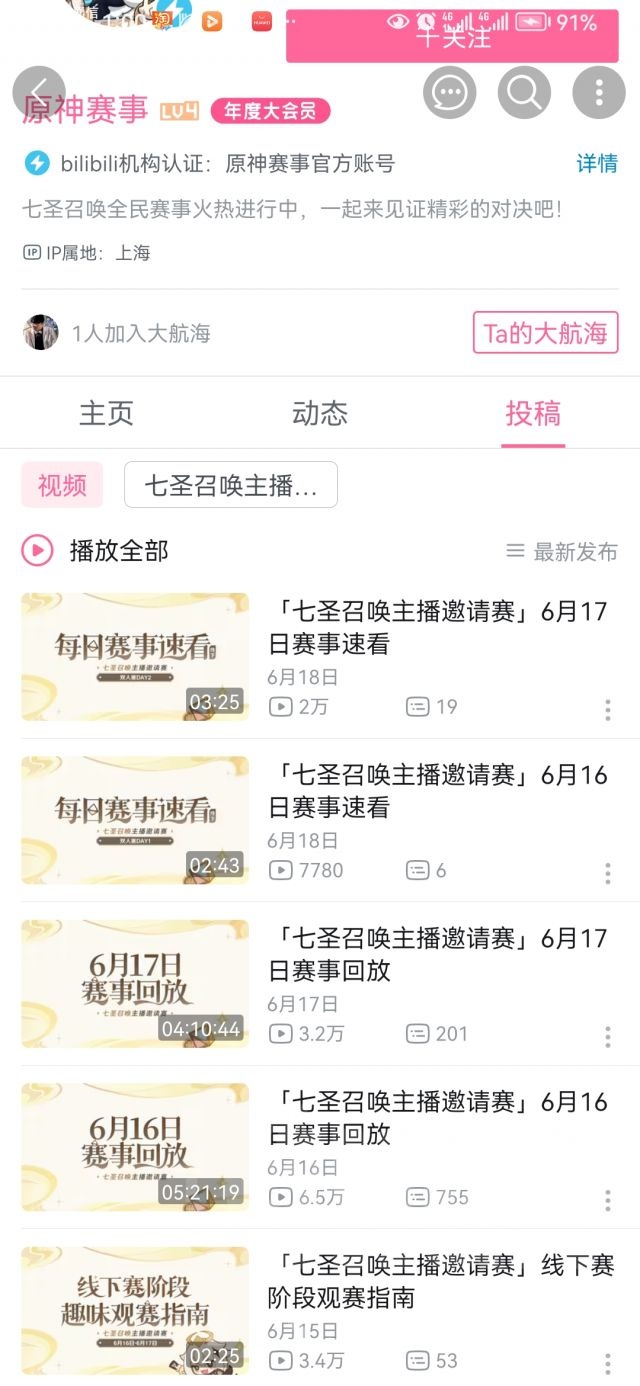 91%
十关注
原神赛事 LV4 年度大会员
bilibili机构认证：原神赛事官方账号 详情
七圣召唤全民赛事火热进行中，一起来见证精彩的对决吧！
IP IP属地：上海
1人加入大航海 Ta的大航海
主页 动态 投稿
视频 七圣召唤主播...
播放全部 最新发布
每日赛事速看
·七圣召唤主播邀请赛·
双人赛DAY2
03:25
「七圣召唤主播邀请赛」6月17
日赛事速看
6月18日
2万 19
每日赛事速看
·七圣召唤主播邀请赛·
双人赛DAY1
02:43
「七圣召唤主播邀请赛」6月16
日赛事速看
6月18日
7780 6
6月17日
赛事回放
·七圣召唤主播邀请赛·
04:10:44
「七圣召唤主播邀请赛」6月17
日赛事回放
6月17日
3.2万 201
6月16日
赛事回放
·七圣召唤主播邀请赛·
05:21:19
「七圣召唤主播邀请赛」6月16
日赛事回放
6月16日
6.5万 755
线下赛阶段
趣味观赛指南
·七圣召唤主播邀请赛·
6月16日-6月17日
02:25
「七圣召唤主播邀请赛」线下赛
阶段观赛指南
6月15日
3.4万 53